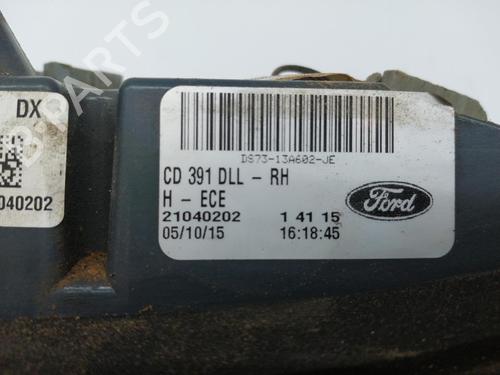 DX
040202
DS73-13A602-JE
CD 391 DLL - RH
H - ECE
21040202 1 41 15
05/10/15 16:18:45
Ford
B-PARTS